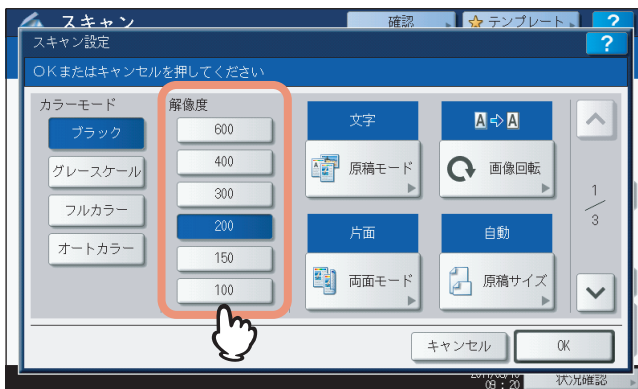 スキャン
確認
テンプレート
?
スキャン設定
?
OKまたはキャンセルを押してください
カラーモード
ブラック
グレースケール
フルカラー
オートカラー
解像度
600
400
300
200
150
100
文字
原稿モード
A⇨A
画像回転
片面
両面モード
自動
原稿サイズ
1
3
キャンセル
OK
09:20
状況確認